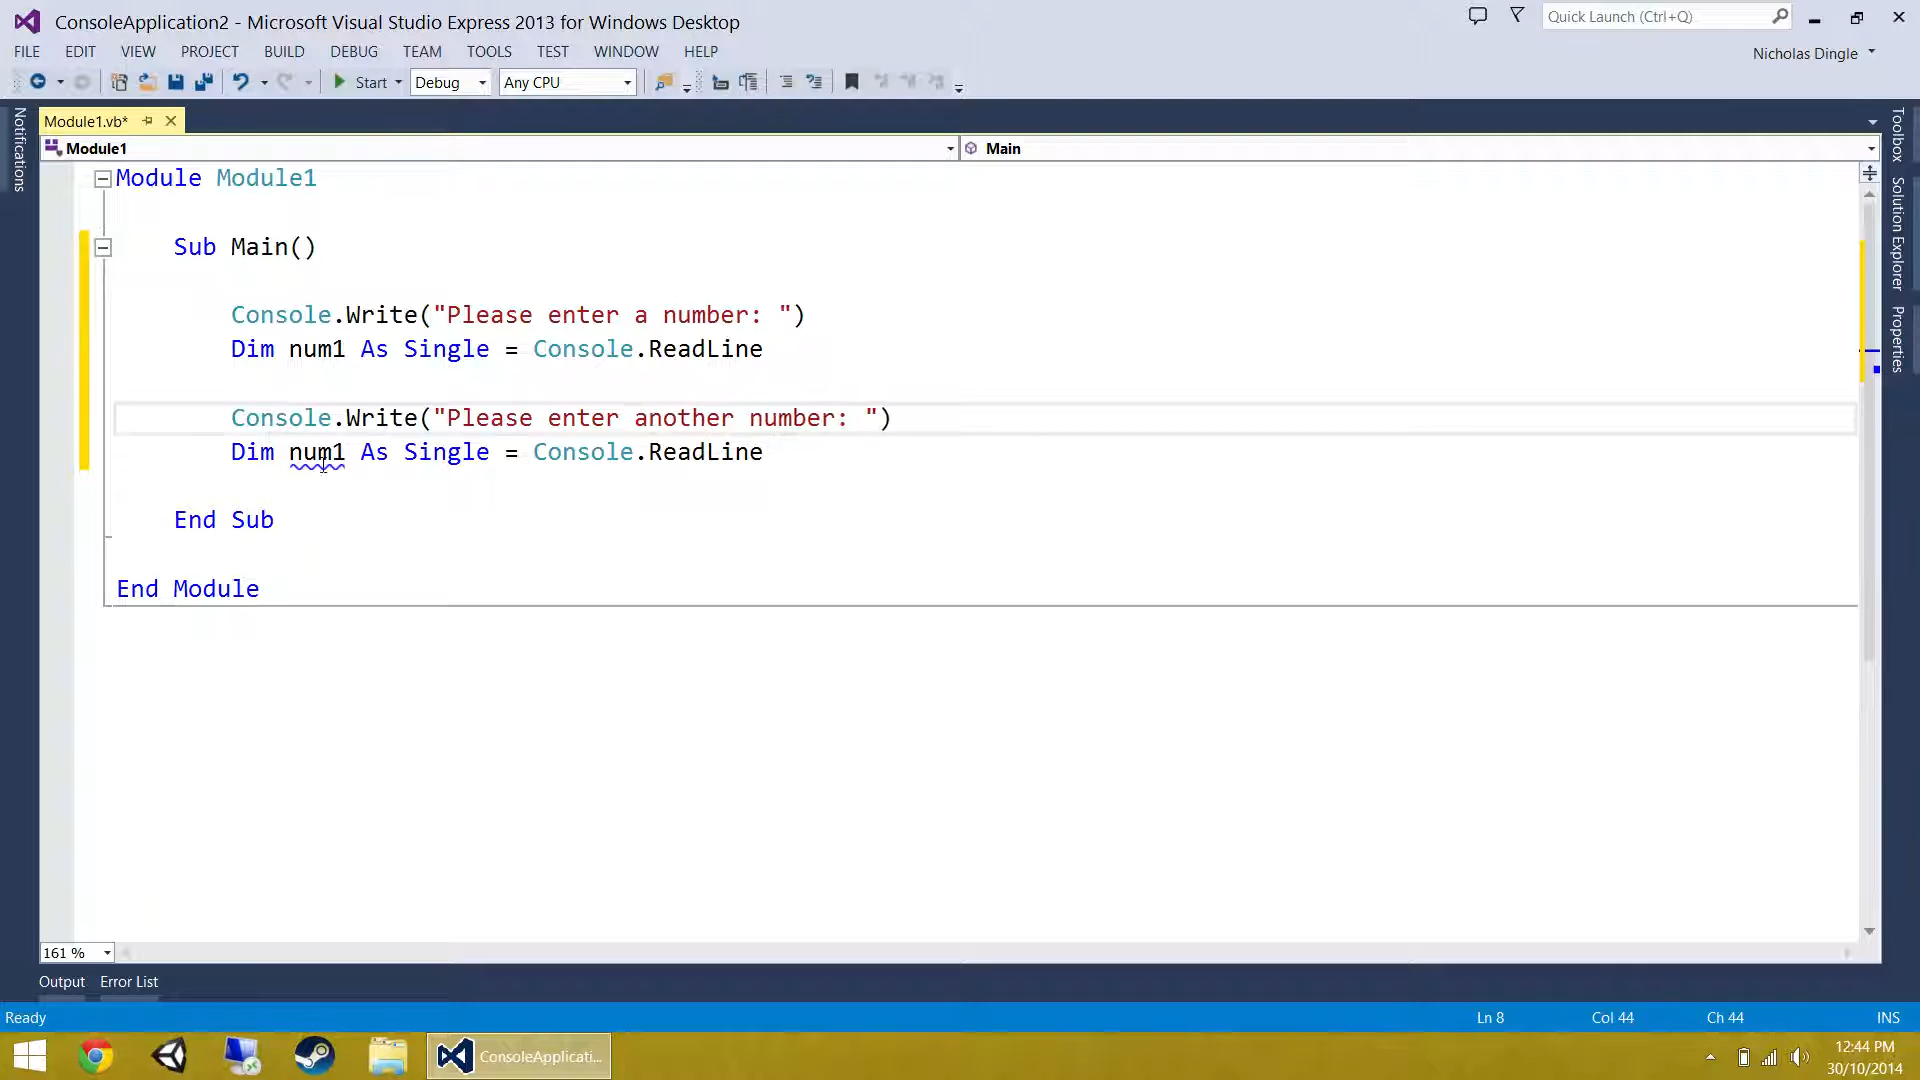 ConsoleApplication2 - Microsoft Visual Studio Express 2013 for Windows Desktop
Quick Launch (Ctrl+Q)
FILE EDIT VIEW PROJECT BUILD DEBUG TEAM TOOLS TEST WINDOW HELP
Nicholas Dingle
Start Debug Any CPU
Notifications
Module1.vb*
Module1 Main
Toolbox
Solution Explorer
Properties
Module Module1
Sub Main()
Console.Write("Please enter a number: ")
Dim num1 As Single = Console.ReadLine
Console.Write("Please enter another number: ")
Dim num1 As Single = Console.ReadLine
End Sub
End Module
161 %
Output Error List
Ready Ln 8 Col 44 Ch 44 INS
ConsoleApplicati...
12:44 PM
30/10/2014